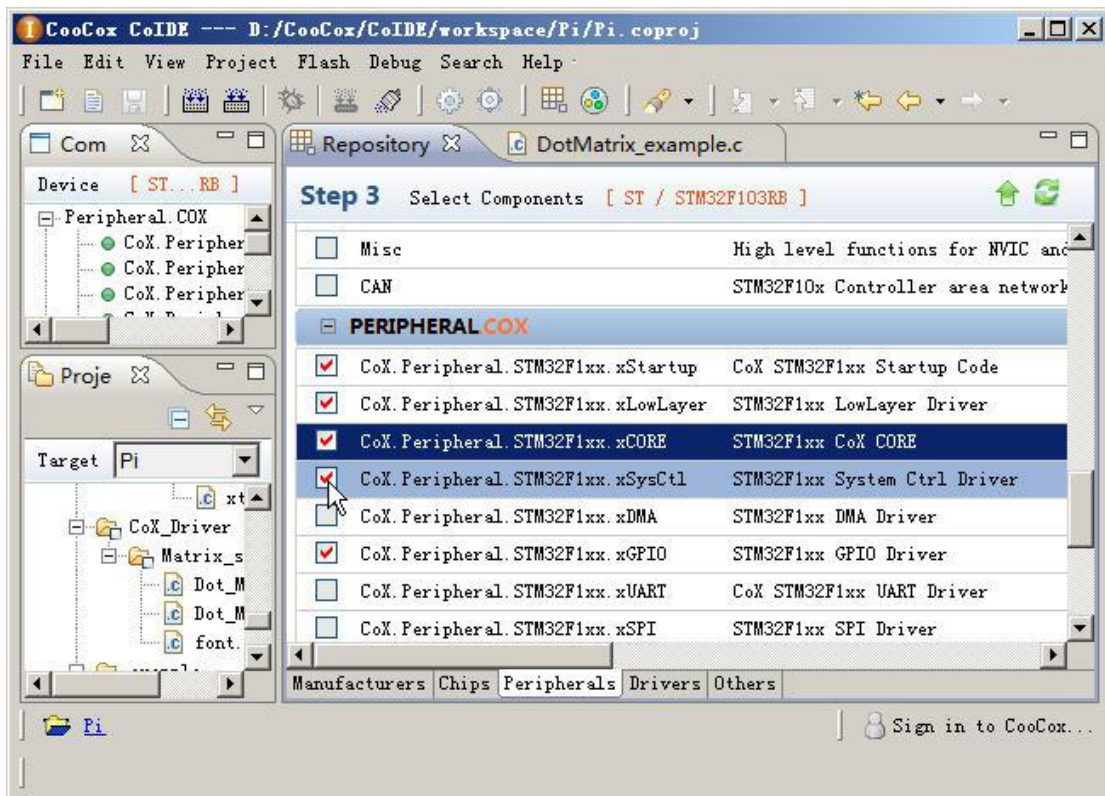 CooCox CoIDE --- D:/CooCox/CoIDE/workspace/Pi/Pi.coproj
File Edit View Project Flash Debug Search Help
Com
Device [ ST...RB ]
Peripheral.COX
CoX.Peripher
CoX.Peripher
CoX.Peripher
Proje
Target Pi
xt
CoX_Driver
Matrix_s
Dot_M
Dot_M
font.
Repository DotMatrix_example.c
Step 3 Select Components [ ST / STM32F103RB ]
Misc High level functions for NVIC and
CAN STM32F10x Controller area network
PERIPHERAL.COX
CoX.Peripheral.STM32F1xx.xStartup CoX STM32F1xx Startup Code
CoX.Peripheral.STM32F1xx.xLowLayer STM32F1xx LowLayer Driver
CoX.Peripheral.STM32F1xx.xCORE STM32F1xx CoX CORE
CoX.Peripheral.STM32F1xx.xSysCtl STM32F1xx System Ctrl Driver
CoX.Peripheral.STM32F1xx.xDMA STM32F1xx DMA Driver
CoX.Peripheral.STM32F1xx.xGPIO STM32F1xx GPIO Driver
CoX.Peripheral.STM32F1xx.xUART CoX STM32F1xx UART Driver
CoX.Peripheral.STM32F1xx.xSPI STM32F1xx SPI Driver
Manufacturers Chips Peripherals Drivers Others
Pi Sign in to CooCox...